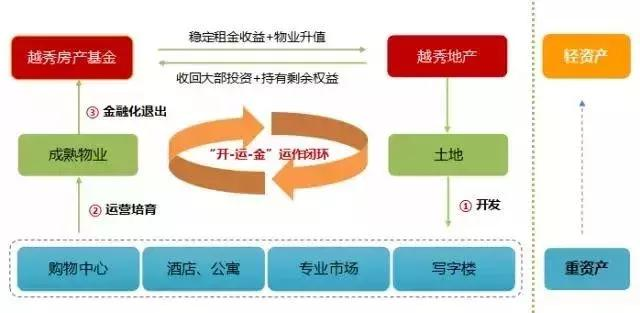 稳定租金收益+物业升值
越秀房产基金
越秀地产
轻资产
收回大部投资+持有剩余权益
③ 金融化退出
成熟物业
“开-运-金”运作闭环
土地
② 运营培育
① 开发
购物中心
酒店、公寓
专业市场
写字楼
重资产